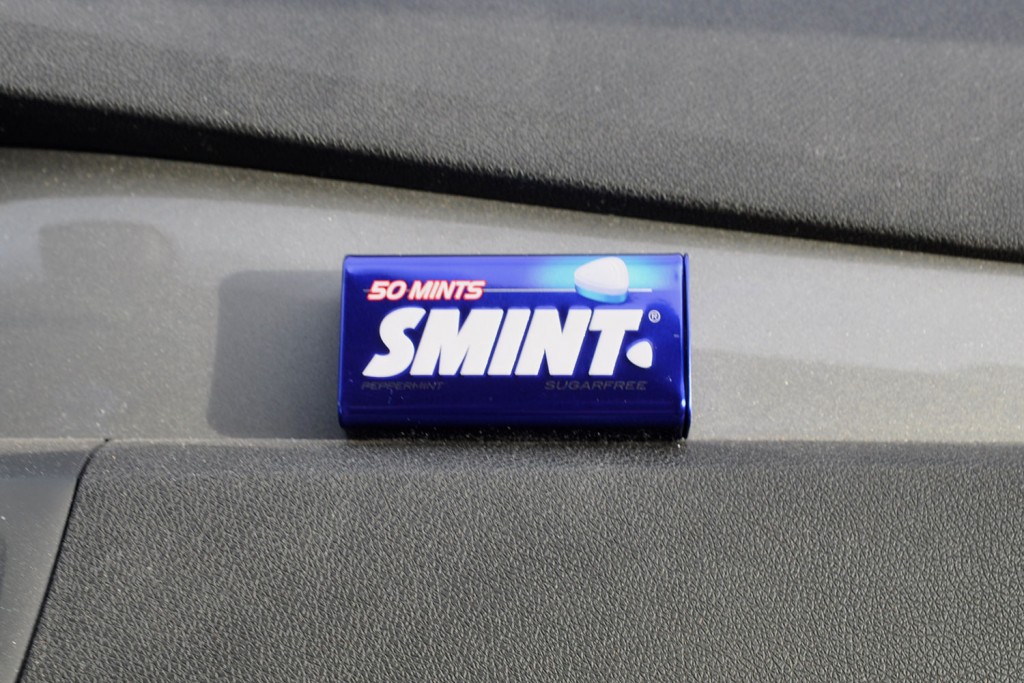 50 MINTS
SMINT ®
PEPPERMINT SUGARFREE